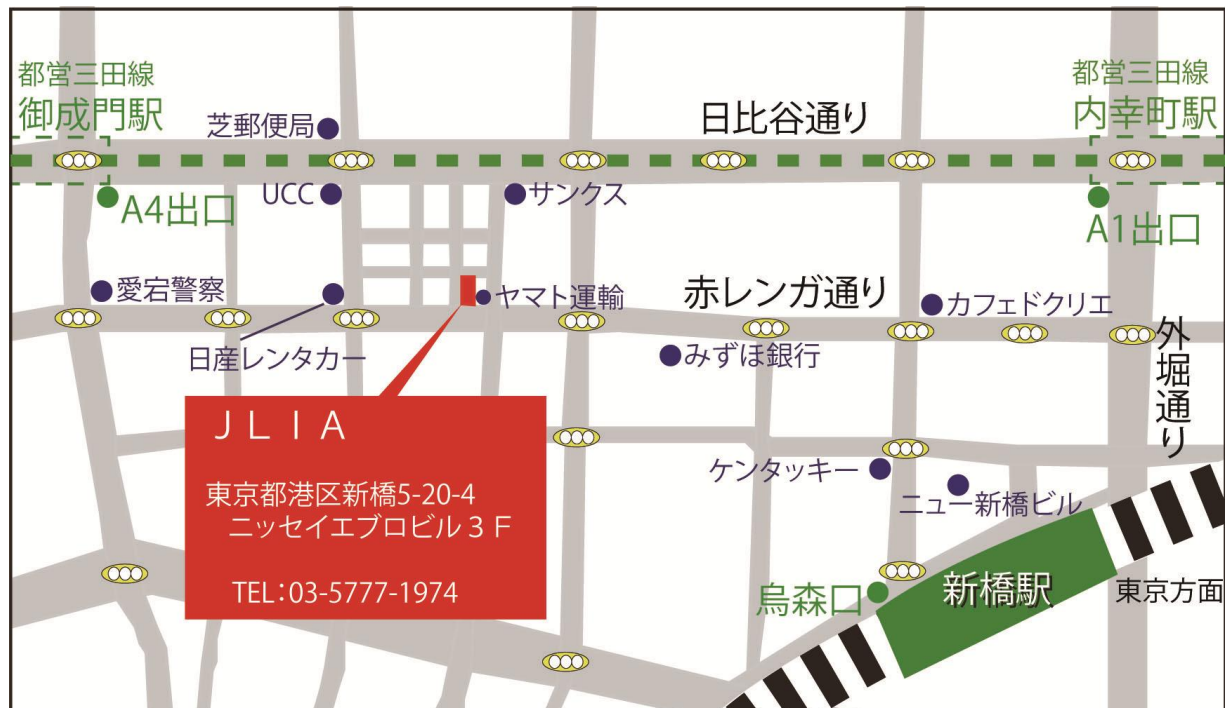 都営三田線
御成門駅
都営三田線
内幸町駅
芝郵便局
日比谷通り
UCC
サンクス
A4出口
A1出口
愛宕警察
ヤマト運輸
赤レンガ通り
カフェドクリエ
日産レンタカー
みずほ銀行
外堀通り
JLIA
東京都港区新橋5-20-4
ニッセイエブロビル3F
TEL:03-5777-1974
ケンタッキー
ニュー新橋ビル
烏森口
新橋駅
東京方面